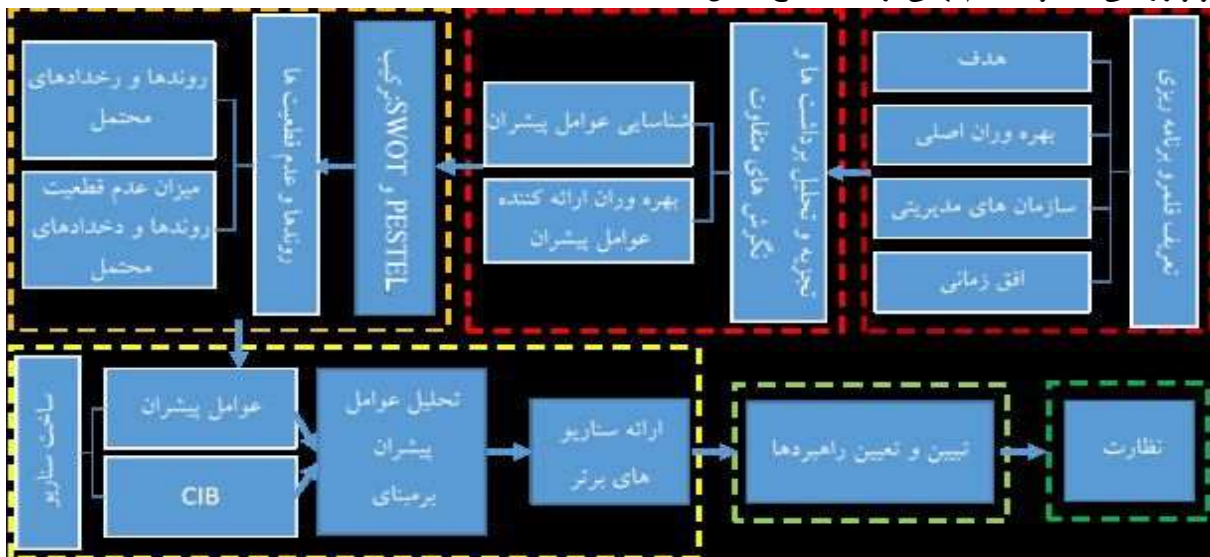 تعریف قلمرو برنامه ریزی
هدف
بهره وران اصلی
سازمان های مدیریتی
افق زمانی
تجزیه و تحلیل برداشت ها و
نگرش های متفاوت
شناسایی عوامل پیشران
بهره وران ارائه کننده
عوامل پیشران
ترکیب SWOT و PESTEL
روندها و عدم قطعیت ها
روندها و رخدادهای
محتمل
میزان عدم قطعیت
روندها و دخدادهای
محتمل
ساخت سناریو
عوامل پیشران
CIB
تحلیل عوامل
پیشران
برمبنای
ارائه سناریو
های برتر
تبیین و تعیین راهبردها
نظارت